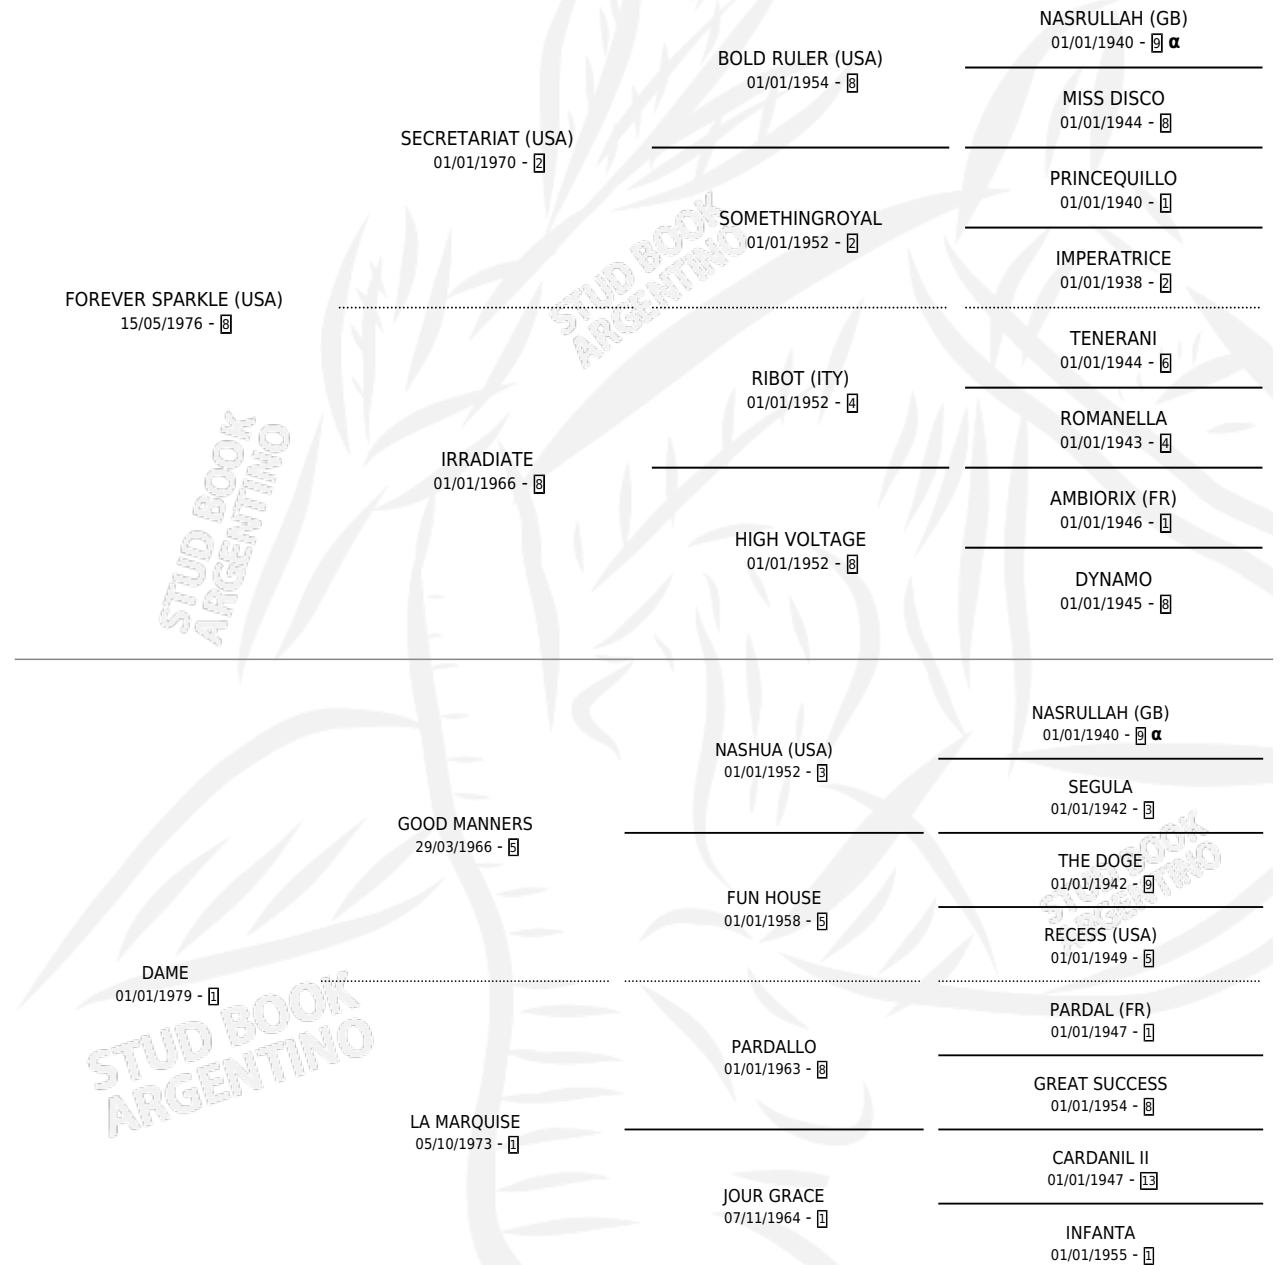 NASRULLAH (GB)
01/01/1940 - 9 α
BOLD RULER (USA)
01/01/1954 - 8
MISS DISCO
01/01/1944 - 8
SECRETARIAT (USA)
01/01/1970 - 2
PRINCEQUILLO
01/01/1940 - 1
SOMETHINGROYAL
01/01/1952 - 2
IMPERATRICE
01/01/1938 - 2
FOREVER SPARKLE (USA)
15/05/1976 - 8
TENERANI
01/01/1944 - 6
RIBOT (ITY)
01/01/1952 - 4
ROMANELLA
01/01/1943 - 4
IRRADIATE
01/01/1966 - 8
AMBIORIX (FR)
01/01/1946 - 1
HIGH VOLTAGE
01/01/1952 - 8
DYNAMO
01/01/1945 - 8
NASRULLAH (GB)
01/01/1940 - 9 α
NASHUA (USA)
01/01/1952 - 3
SEGULA
01/01/1942 - 3
GOOD MANNERS
29/03/1966 - 5
THE DOGE
01/01/1942 - 9
FUN HOUSE
01/01/1958 - 5
RECESS (USA)
01/01/1949 - 5
DAME
01/01/1979 - 1
PARDAL (FR)
01/01/1947 - 1
PARDALLO
01/01/1963 - 8
GREAT SUCCESS
01/01/1954 - 8
LA MARQUISE
05/10/1973 - 1
CARDANIL II
01/01/1947 - 13
JOUR GRACE
07/11/1964 - 1
INFANTA
01/01/1955 - 1
STUD BOOK
ARGENTINO
STUD BOOK
ARGENTINO
STUD BOOK
ARGENTINO
STUD BOOK
ARGENTINO